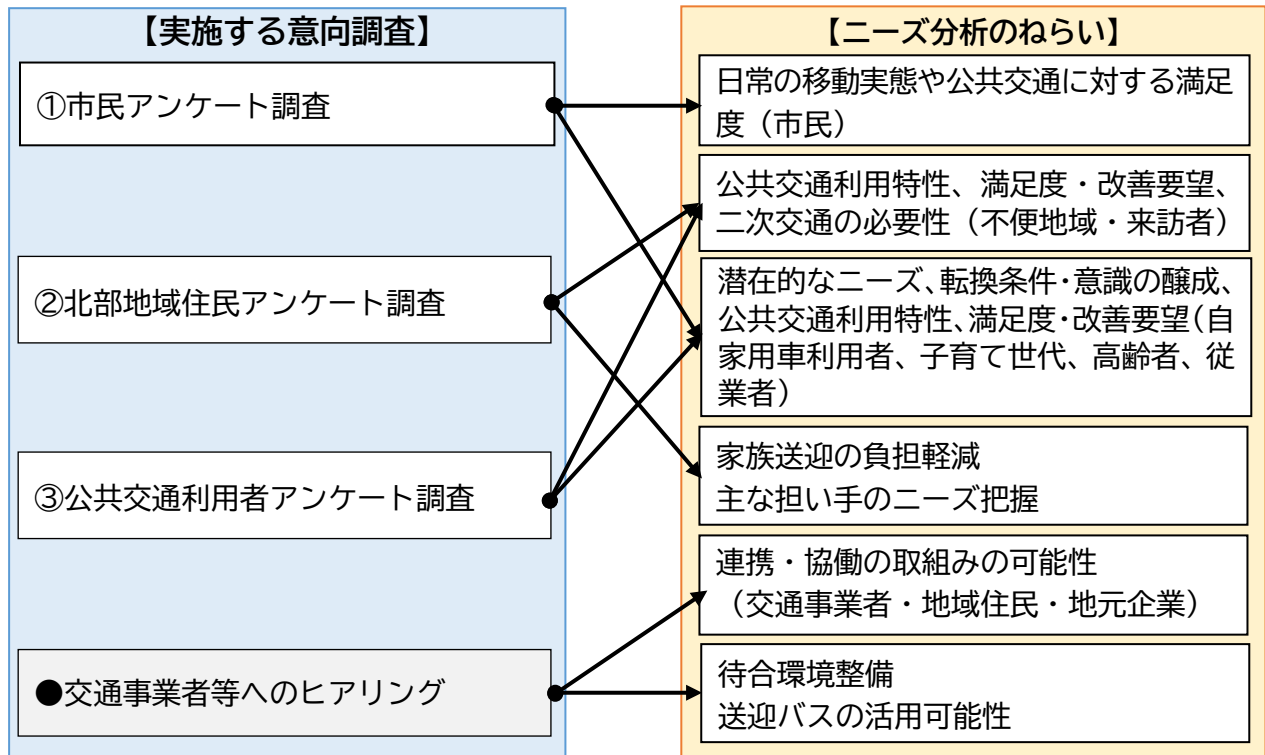 【実施する意向調査】
①市民アンケート調査
②北部地域住民アンケート調査
③公共交通利用者アンケート調査
●交通事業者等へのヒアリング
【ニーズ分析のねらい】
日常の移動実態や公共交通に対する満足
度（市民）
公共交通利用特性、満足度・改善要望、
二次交通の必要性（不便地域・来訪者）
潜在的なニーズ、転換条件・意識の醸成、
公共交通利用特性、満足度・改善要望（自
家用車利用者、子育て世代、高齢者、従
業者）
家族送迎の負担軽減
主な担い手のニーズ把握
連携・協働の取組みの可能性
（交通事業者・地域住民・地元企業）
待合環境整備
送迎バスの活用可能性